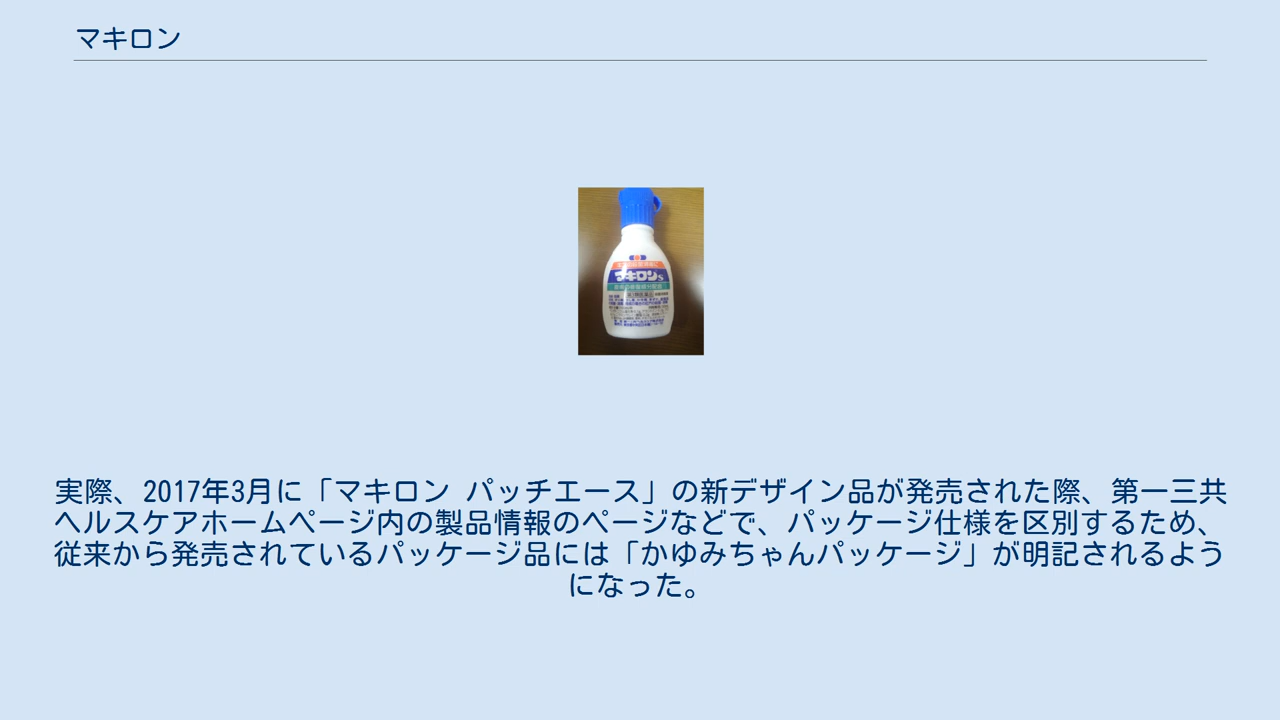 マキロン
マキロンs
実際、2017年3月に「マキロン パッチエース」の新デザイン品が発売された際、第一三共
ヘルスケアホームページ内の製品情報のページなどで、パッケージ仕様を区別するため、
従来から発売されているパッケージ品には「かゆみちゃんパッケージ」が明記されるよう
になった。